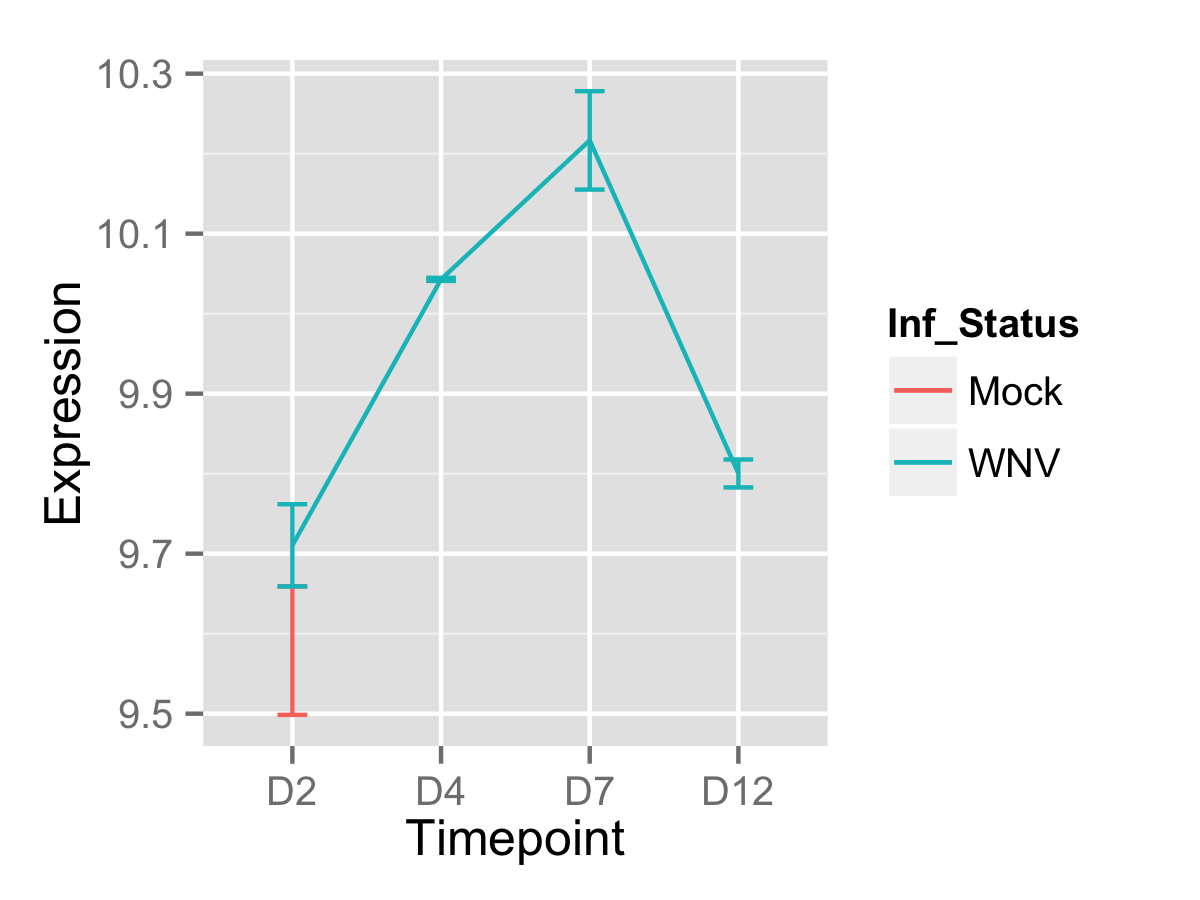 10.3
10.1
9.9
9.7
9.5
Expression
D2 D4 D7 D12
Timepoint
Inf_Status
Mock
WNV